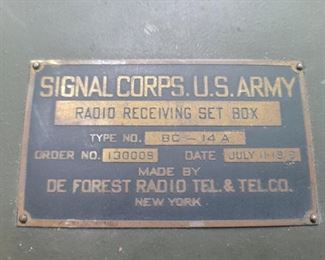 SIGNAL CORPS. U.S. ARMY
RADIO RECEIVING SET BOX
TYPE NO. BC-14A
ORDER NO. 130009 DATE JULY
MADE BY
DE FOREST RADIO TEL. & TEL. CO.
NEW YORK